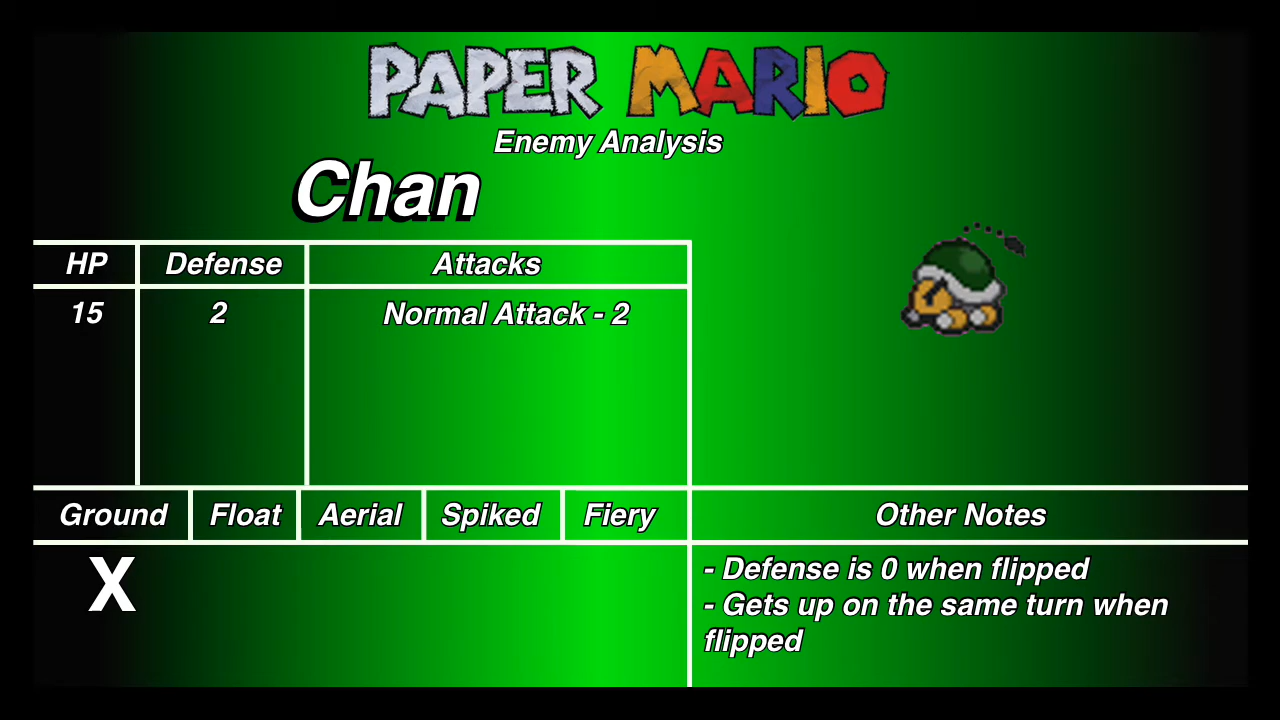 PAPER MARIO
Enemy Analysis
Chan
HP Defense Attacks
15 2 Normal Attack - 2
Ground Float Aerial Spiked Fiery Other Notes
X
- Defense is 0 when flipped
- Gets up on the same turn when
flipped